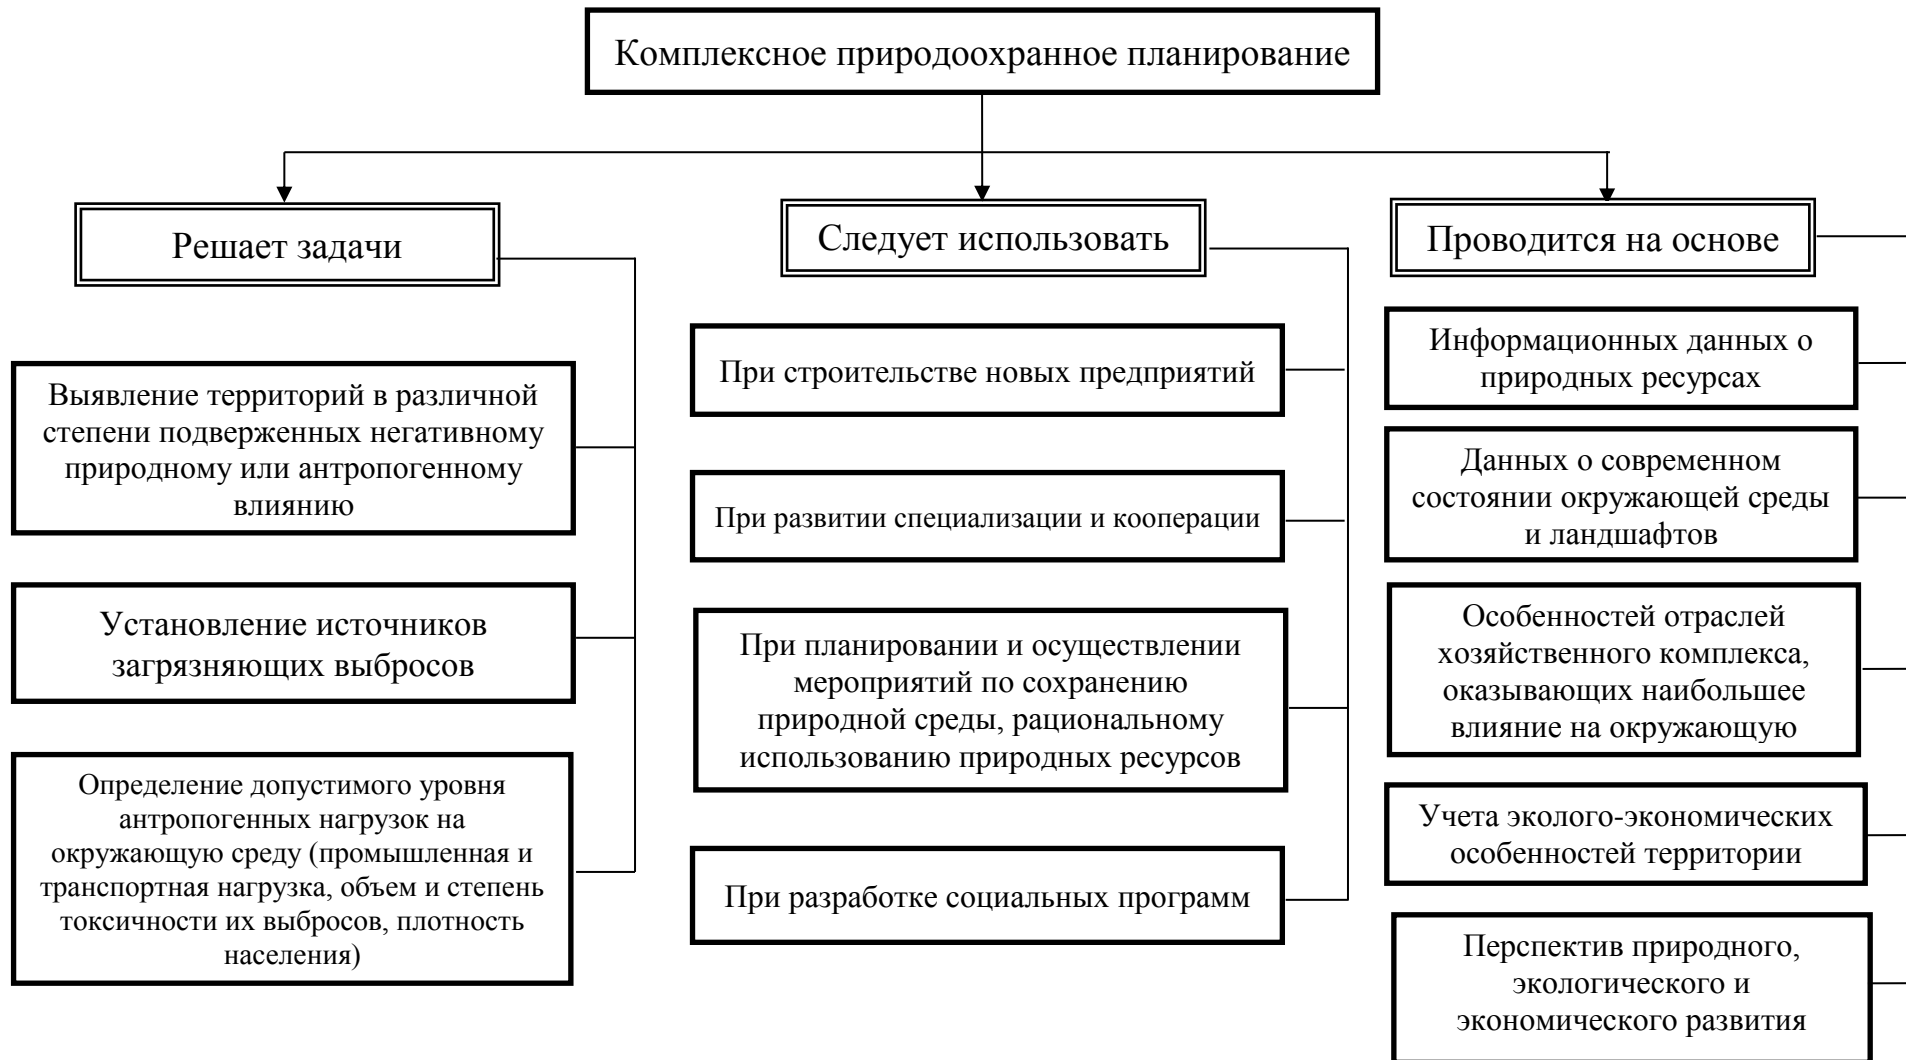 Комплексное природоохранное планирование
Решает задачи
Выявление территорий в различной
степени подверженных негативному
природному или антропогенному
влиянию
Установление источников
загрязняющих выбросов
Определение допустимого уровня
антропогенных нагрузок на
окружающую среду (промышленная и
транспортная нагрузка, объем и степень
токсичности их выбросов, плотность
населения)
Следует использовать
При строительстве новых предприятий
При развитии специализации и кооперации
При планировании и осуществлении
мероприятий по сохранению
природной среды, рациональному
использованию природных ресурсов
При разработке социальных программ
Проводится на основе
Информационных данных о
природных ресурсах
Данных о современном
состоянии окружающей среды
и ландшафтов
Особенностей отраслей
хозяйственного комплекса,
оказывающих наибольшее
влияние на окружающую
Учета эколого-экономических
особенностей территории
Перспектив природного,
экологического и
экономического развития